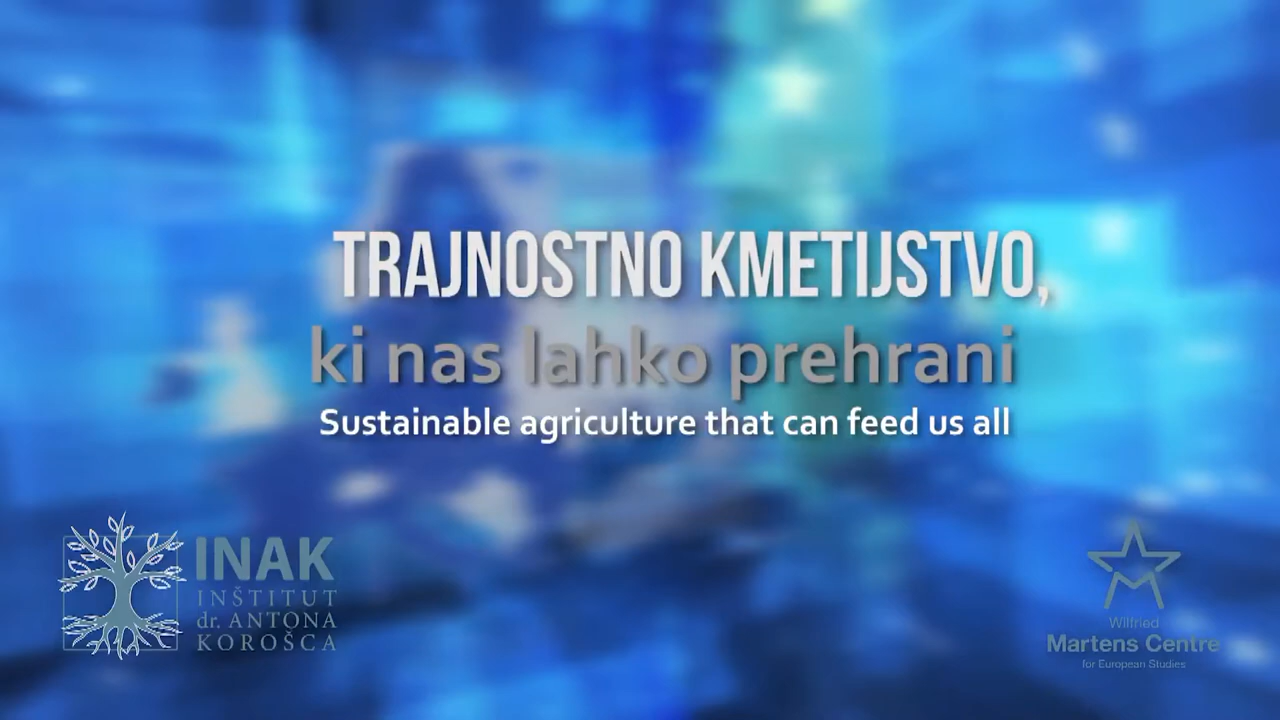 TRAJNOSTNO KMETIJSTVO,
ki nas lahko prehrani
Sustainable agriculture that can feed us all
INAK
INŠTITUT
dr. ANTONA
KOROŠCA
Wilfried
Martens Centre
for European Studies